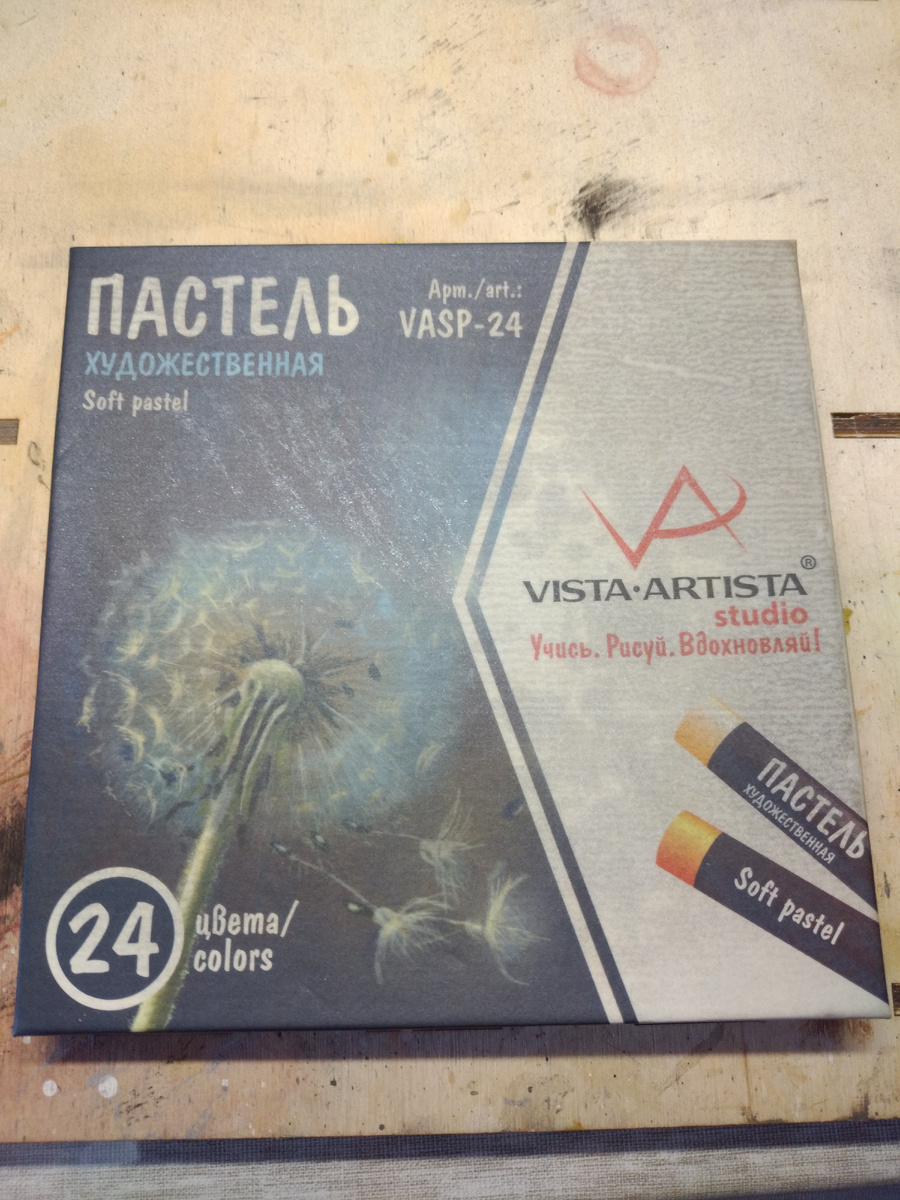 ПАСТЕЛЬ
ХУДОЖЕСТВЕННАЯ
Soft pastel
Арт./art.:
VASP-24
VISTA·ARTISTA®
studio
Учись. Рисуй. Вдохновляй!
ПАСТЕЛЬ
ХУДОЖЕСТВЕННАЯ
Soft pastel
24
цвета/
colors